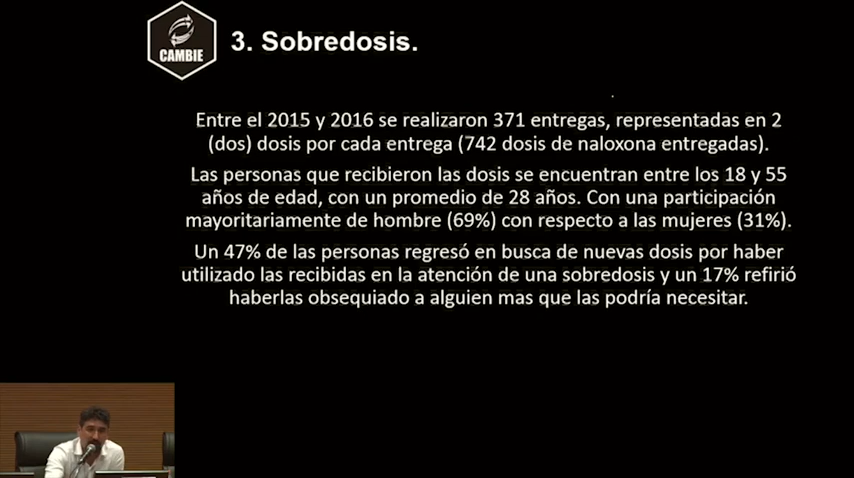 CAMBIE
3. Sobredosis.
Entre el 2015 y 2016 se realizaron 371 entregas, representadas en 2
(dos) dosis por cada entrega (742 dosis de naloxona entregadas).
Las personas que recibieron las dosis se encuentran entre los 18 y 55
años de edad, con un promedio de 28 años. Con una participación
mayoritariamente de hombre (69%) con respecto a las mujeres (31%).
Un 47% de las personas regresó en busca de nuevas dosis por haber
utilizado las recibidas en la atención de una sobredosis y un 17% refirió
haberlas obsequiado a alguien mas que las podría necesitar.